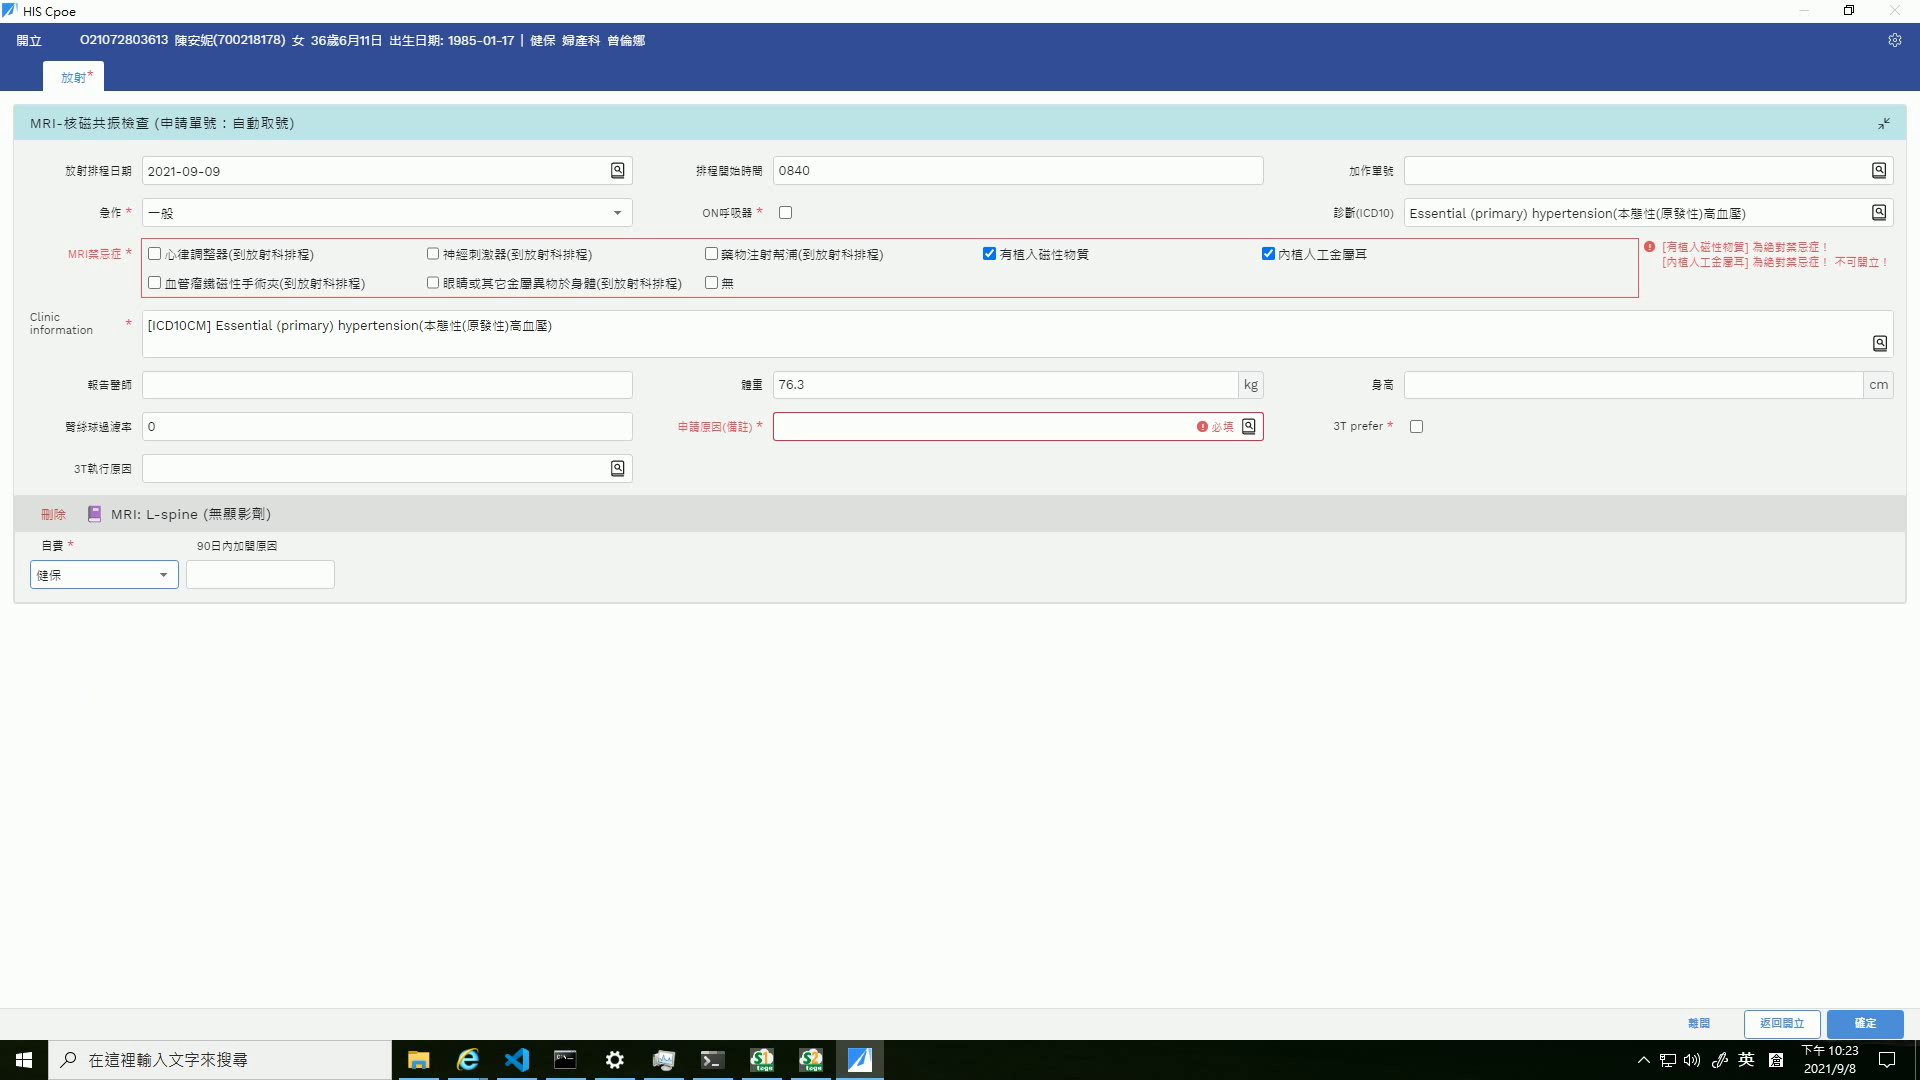 HIS Cpoe
開立 O21072803613 陳安妮(700218178) 女 36歲6月11日 出生日期: 1985-01-17 | 健保 婦產科 曾倫娜
放射*
MRI-核磁共振檢查 (申請單號：自動取號)
放射排程日期 2021-09-09 排程開始時間 0840 加作單號
急作 * 一般 ON呼吸器 * 診斷(ICD10) Essential (primary) hypertension(本態性(原發性)高血壓)
MRI禁忌症 * 心律調整器(到放射科排程) 神經刺激器(到放射科排程) 藥物注射幫浦(到放射科排程) 有植入磁性物質 內植人工金屬耳
[有植入磁性物質] 為絕對禁忌症！
[內植人工金屬耳] 為絕對禁忌症！ 不可開立！
血管瘤鐵磁性手術夾(到放射科排程) 眼睛或其它金屬異物於身體(到放射科排程) 無
Clinic information * [ICD10CM] Essential (primary) hypertension(本態性(原發性)高血壓)
報告醫師 體重 76.3 kg 身高 cm
腎絲球過濾率 0 申請原因(備註) * 必填 3T prefer *
3T執行原因
刪除 MRI: L-spine (無顯影劑)
自費 * 90日內加開原因
健保
離開 返回開立 確定
在這裡輸入文字來搜尋 S1 togo S2 togo 英 下午 10:23
2021/9/8